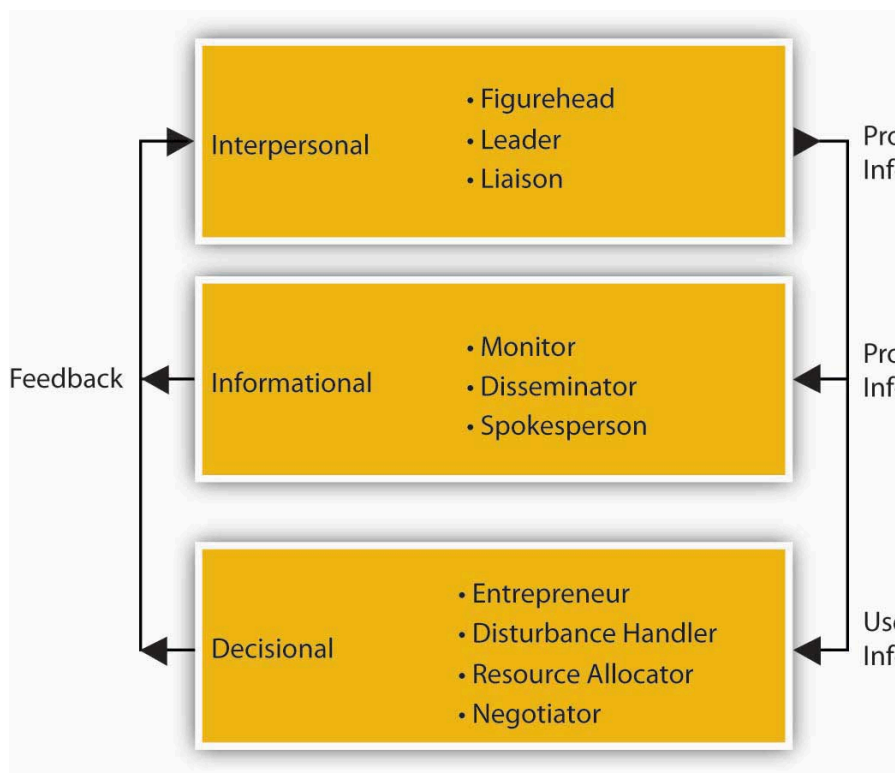 Interpersonal
• Figurehead
• Leader
• Liaison
Feedback
Informational
• Monitor
• Disseminator
• Spokesperson
Decisional
• Entrepreneur
• Disturbance Handler
• Resource Allocator
• Negotiator